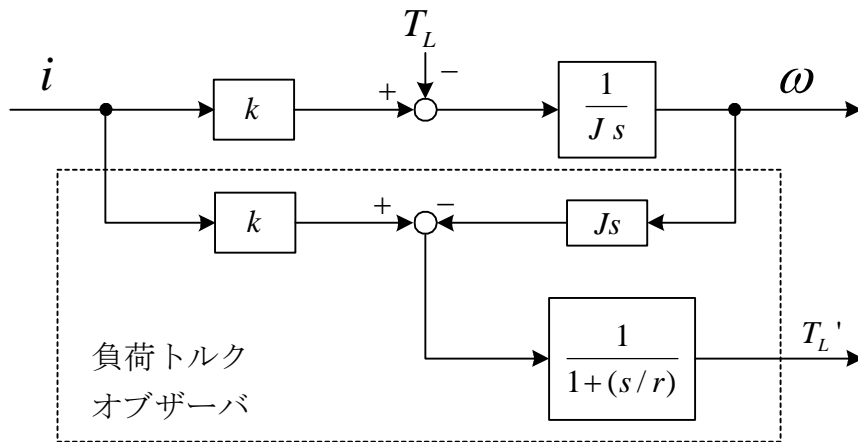 T_L
i
k
+
−
1
J s
ω
k
+
−
Js
1
1+(s/r)
T_L'
負荷トルク
オブザーバ